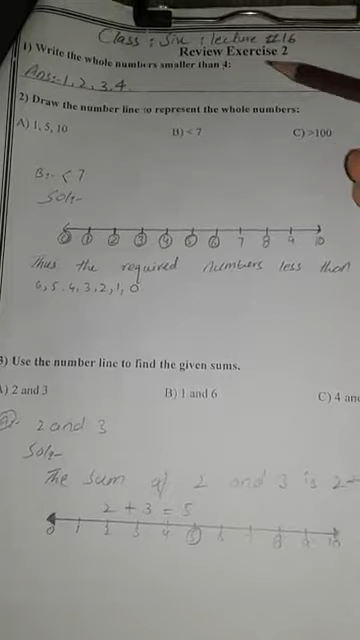 Class : Six : lecture #16
Review Exercise 2
1) Write the whole numbers smaller than 4:
Ans:- 1, 2, 3, 4
2) Draw the number line to represent the whole numbers:
A) 1, 5, 10 B) < 7 C) >100
B:- < 7
Sol:-
0 1 2 3 4 5 6 7 8 9 10
Thus the required numbers less than
6, 5, 4, 3, 2, 1, 0
3) Use the number line to find the given sums.
A) 2 and 3 B) 1 and 6 C) 4 and
2 and 3
Sol:-
The sum of 2 and 3 is 2+
2 + 3 = 5
0 1 2 3 4 5 6 7 8 9 10